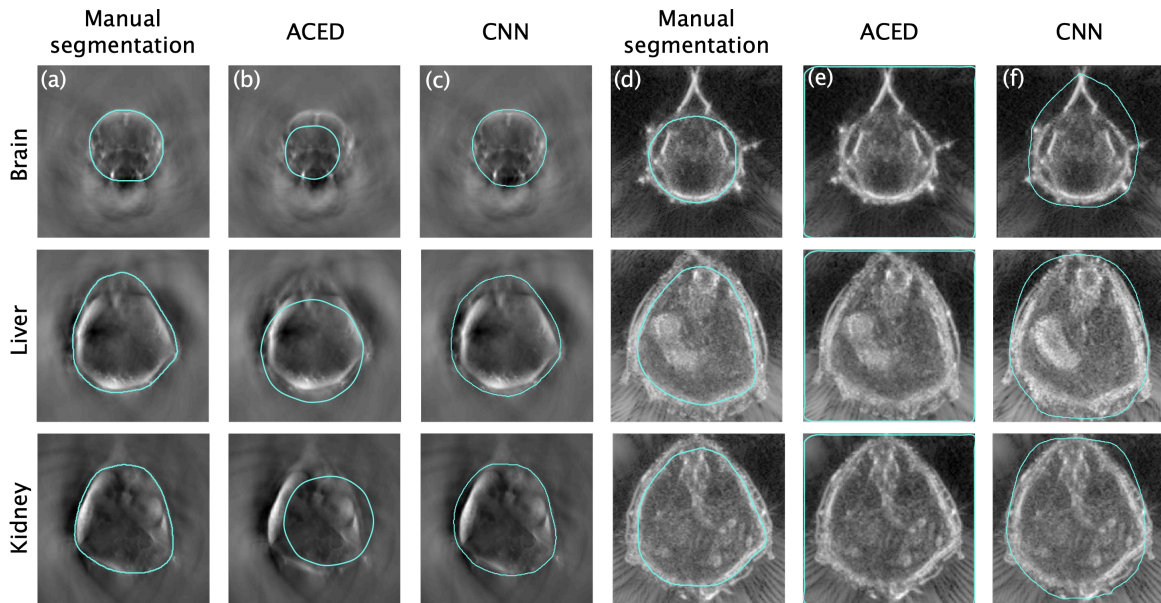 Manual
segmentation
ACED
CNN
Manual
segmentation
ACED
CNN
Brain
(a)
(b)
(c)
(d)
(e)
(f)
Liver
Kidney